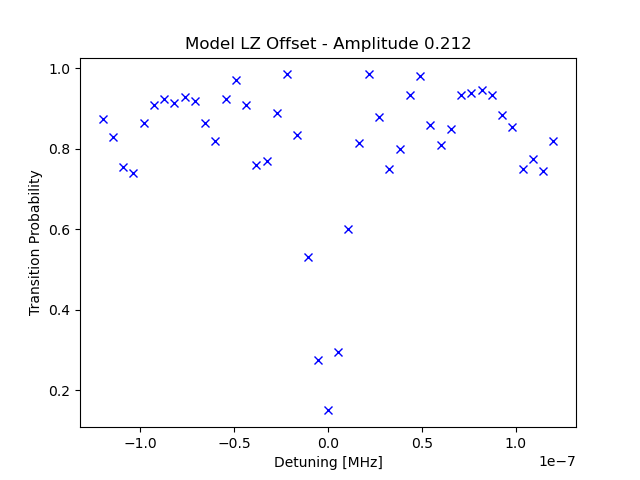 Model LZ Offset - Amplitude 0.212
1.0
0.8
0.6
0.4
0.2
Transition Probability
−1.0 −0.5 0.0 0.5 1.0
1e−7
Detuning [MHz]